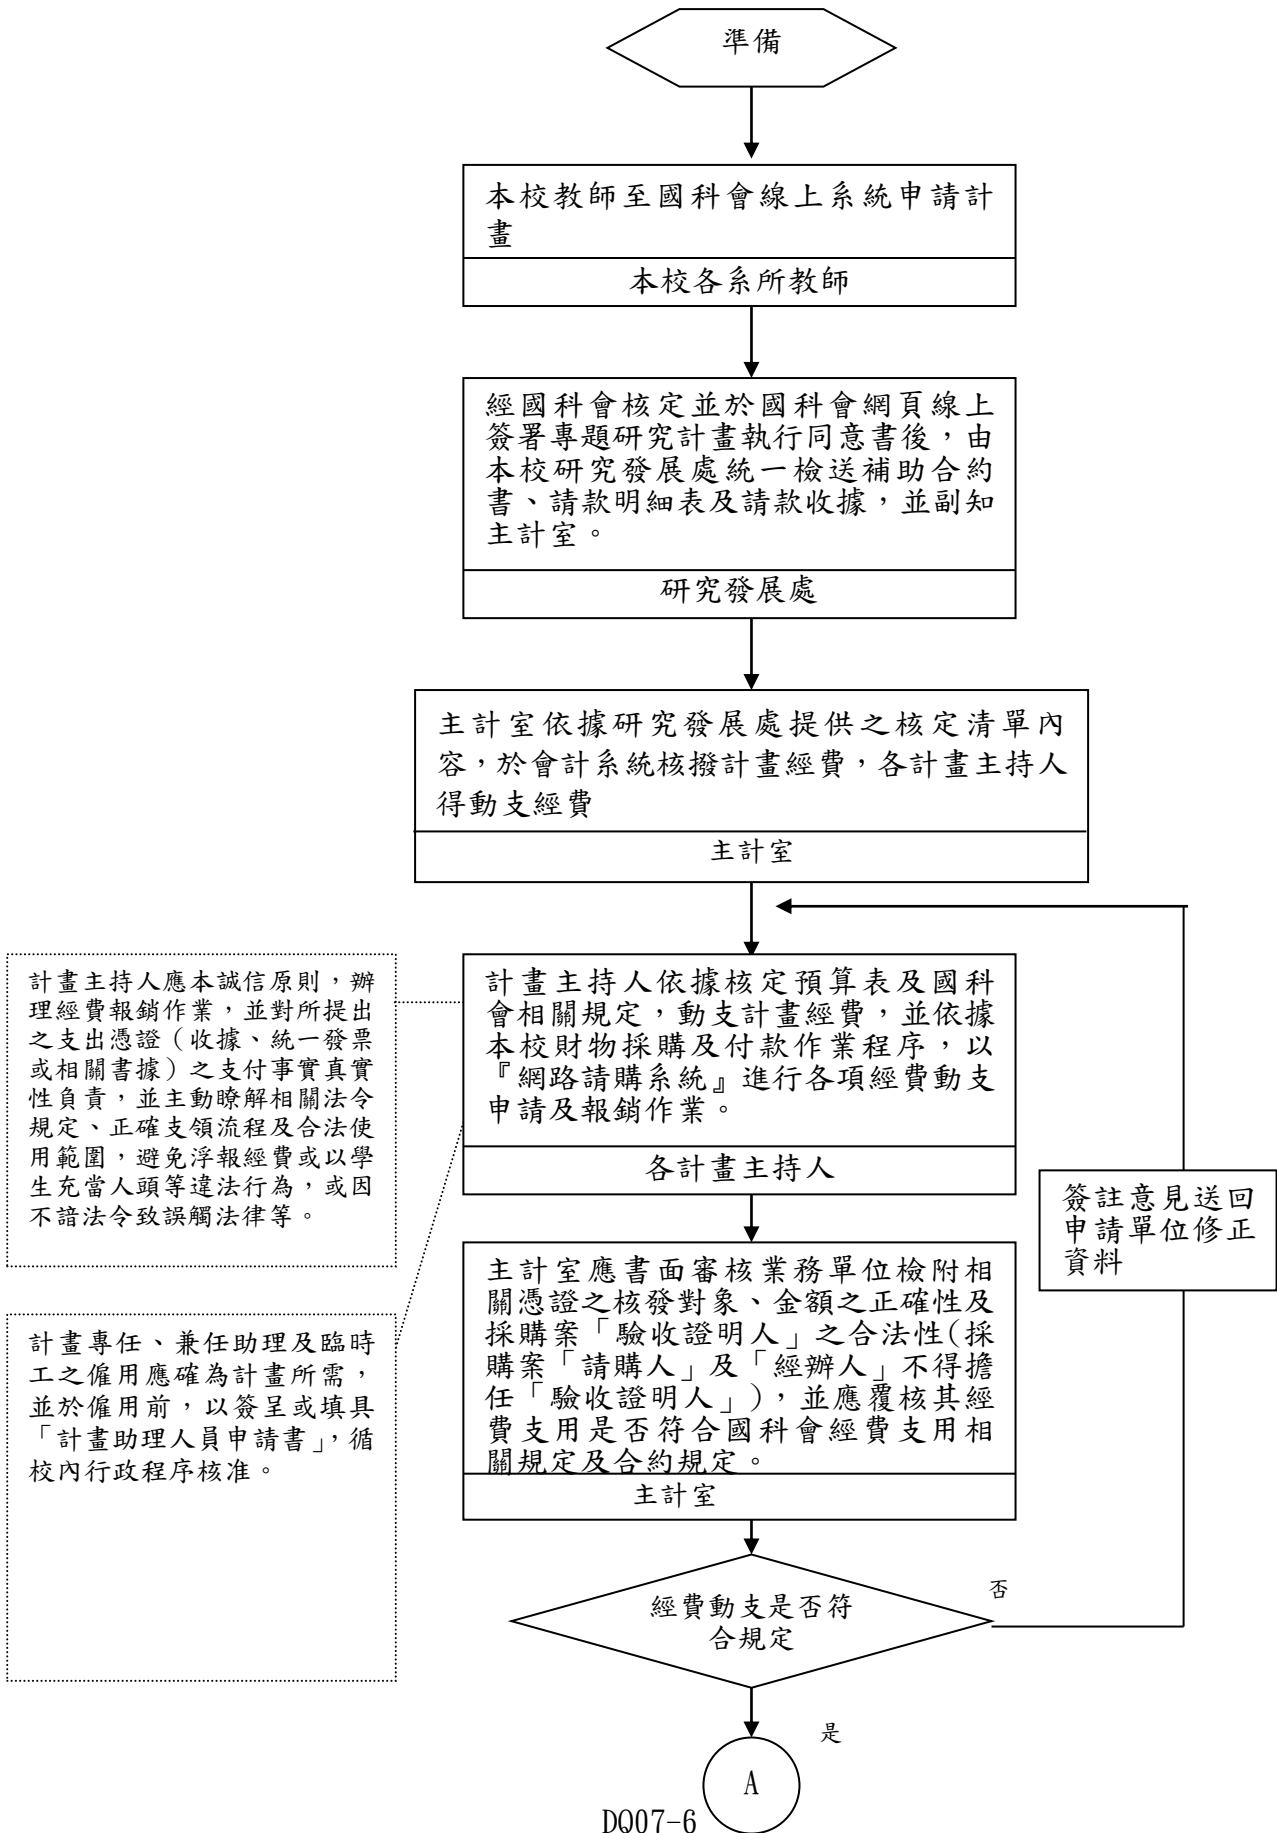 準備
本校教師至國科會線上系統申請計
畫
本校各系所教師
經國科會核定並於國科會網頁線上
簽署專題研究計畫執行同意書後，由
本校研究發展處統一檢送補助合約
書、請款明細表及請款收據，並副知
主計室。
研究發展處
主計室依據研究發展處提供之核定清單內
容，於會計系統核撥計畫經費，各計畫主持人
得動支經費
主計室
計畫主持人應本誠信原則，辦
理經費報銷作業，並對所提出
之支出憑證（收據、統一發票
或相關書據）之支付事實真實
性負責，並主動瞭解相關法令
規定、正確支領流程及合法使
用範圍，避免浮報經費或以學
生充當人頭等違法行為，或因
不諳法令致誤觸法律等。
計畫主持人依據核定預算表及國科
會相關規定，動支計畫經費，並依據
本校財物採購及付款作業程序，以
『網路請購系統』進行各項經費動支
申請及報銷作業。
各計畫主持人
簽註意見送回
申請單位修正
資料
計畫專任、兼任助理及臨時
工之僱用應確為計畫所需，
並於僱用前，以簽呈或填具
「計畫助理人員申請書」，循
校內行政程序核准。
主計室應書面審核業務單位檢附相
關憑證之核發對象、金額之正確性及
採購案「驗收證明人」之合法性(採
購案「請購人」及「經辦人」不得擔
任「驗收證明人」)，並應覆核其經
費支用是否符合國科會經費支用相
關規定及合約規定。
主計室
經費動支是否符
合規定
否
是
A
DQ07-6